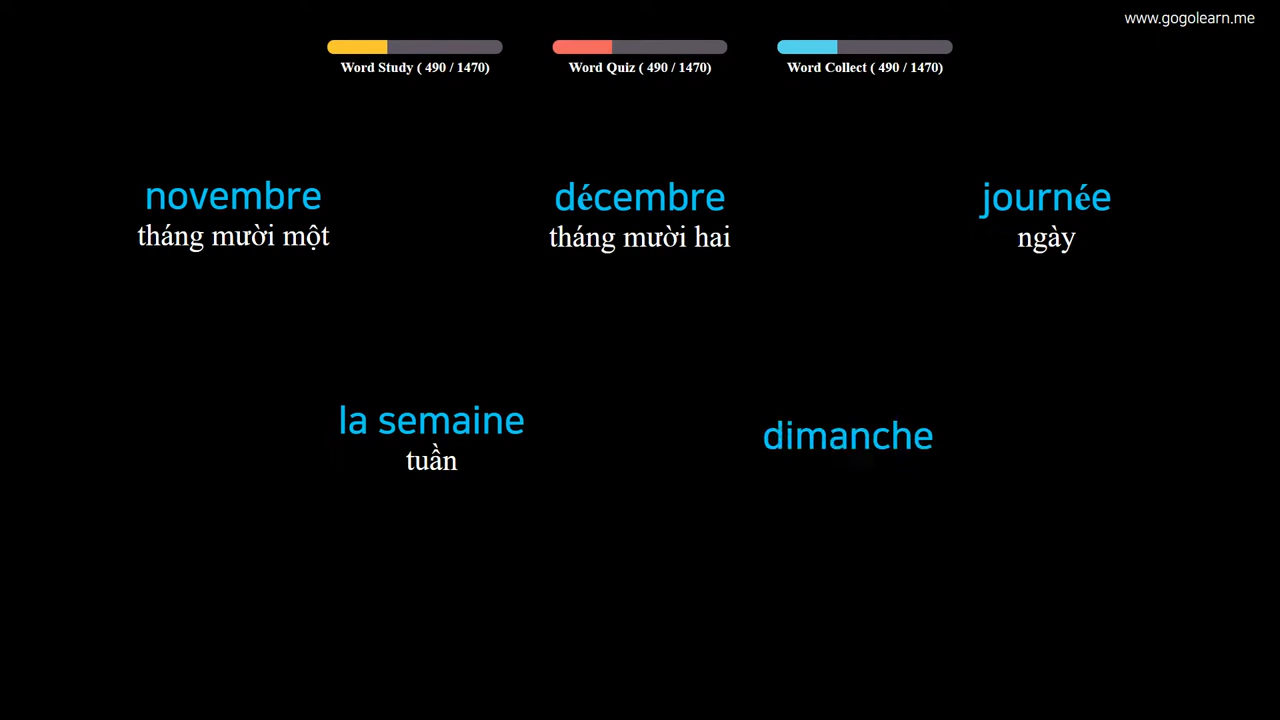 www.gogolearn.me
Word Study ( 490 / 1470)
Word Quiz ( 490 / 1470)
Word Collect ( 490 / 1470)
novembre
tháng mười một
décembre
tháng mười hai
journée
ngày
la semaine
tuần
dimanche